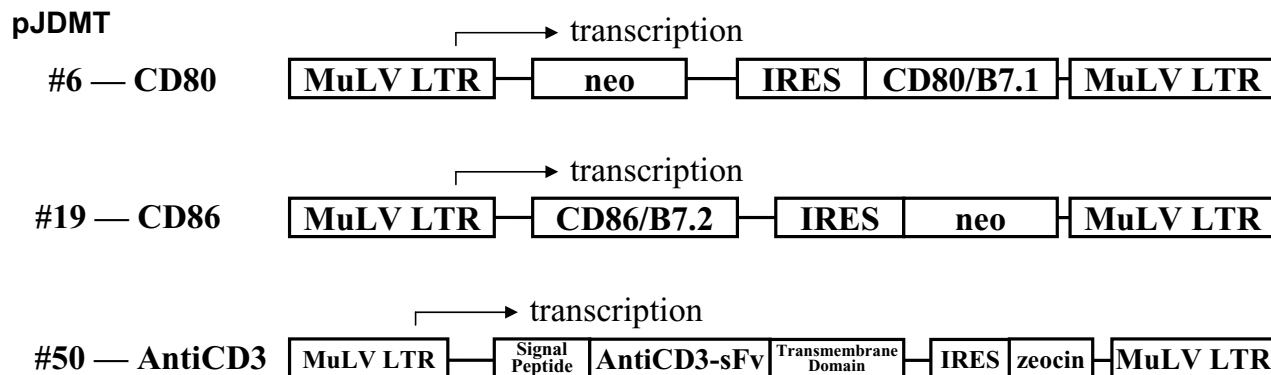 pJDMT
transcription
#6 — CD80 MuLV LTR neo IRES CD80/B7.1 MuLV LTR
transcription
#19 — CD86 MuLV LTR CD86/B7.2 IRES neo MuLV LTR
transcription
#50 — AntiCD3 MuLV LTR Signal Peptide AntiCD3-sFv Transmembrane Domain IRES zeocin MuLV LTR